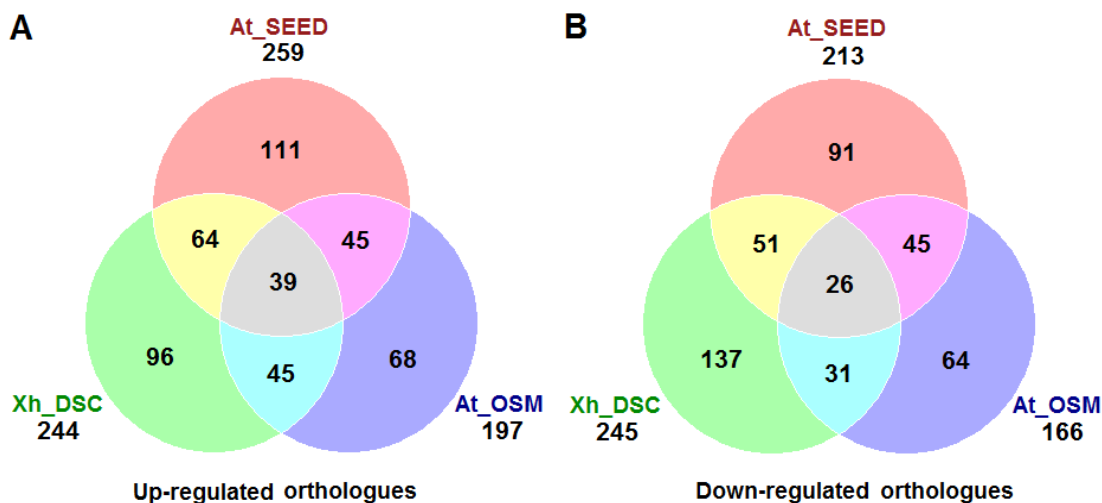 A
At_SEED
259
111
64
45
39
96
45
68
Xh_DSC
244
At_OSM
197
Up-regulated orthologues
B
At_SEED
213
91
51
45
26
137
31
64
Xh_DSC
245
At_OSM
166
Down-regulated orthologues